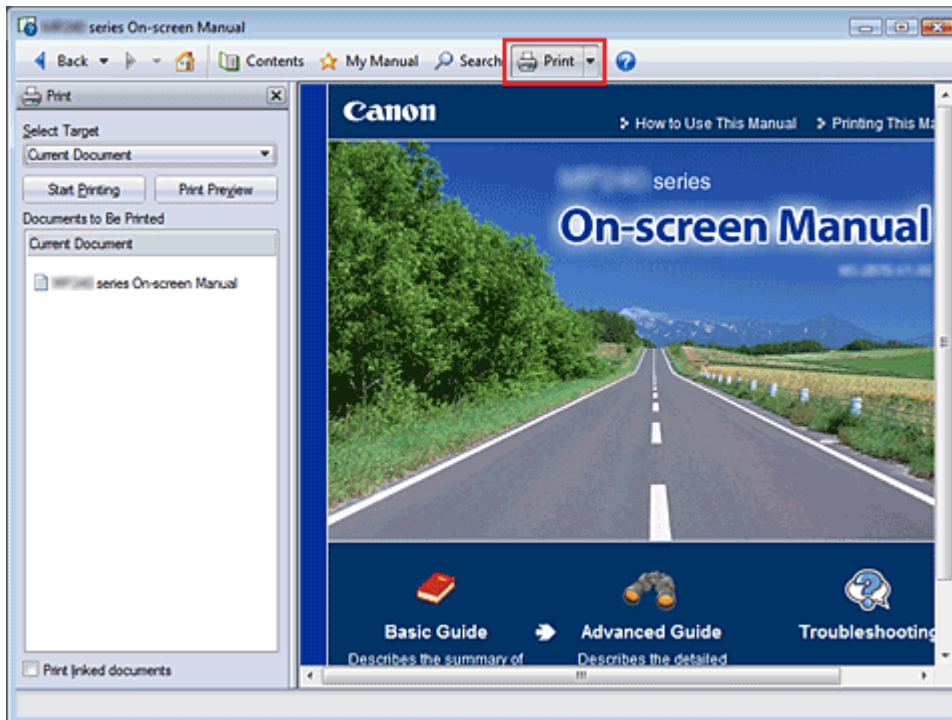 series On-screen Manual
Back
Contents
My Manual
Search
Print
Print
Select Target
Current Document
Start Printing
Print Preview
Documents to Be Printed
Current Document
series On-screen Manual
Print linked documents
Canon
How to Use This Manual
Printing This Ma
series
On-screen Manual
Basic Guide
Advanced Guide
Troubleshooting
Describes the summary of
Describes the detailed